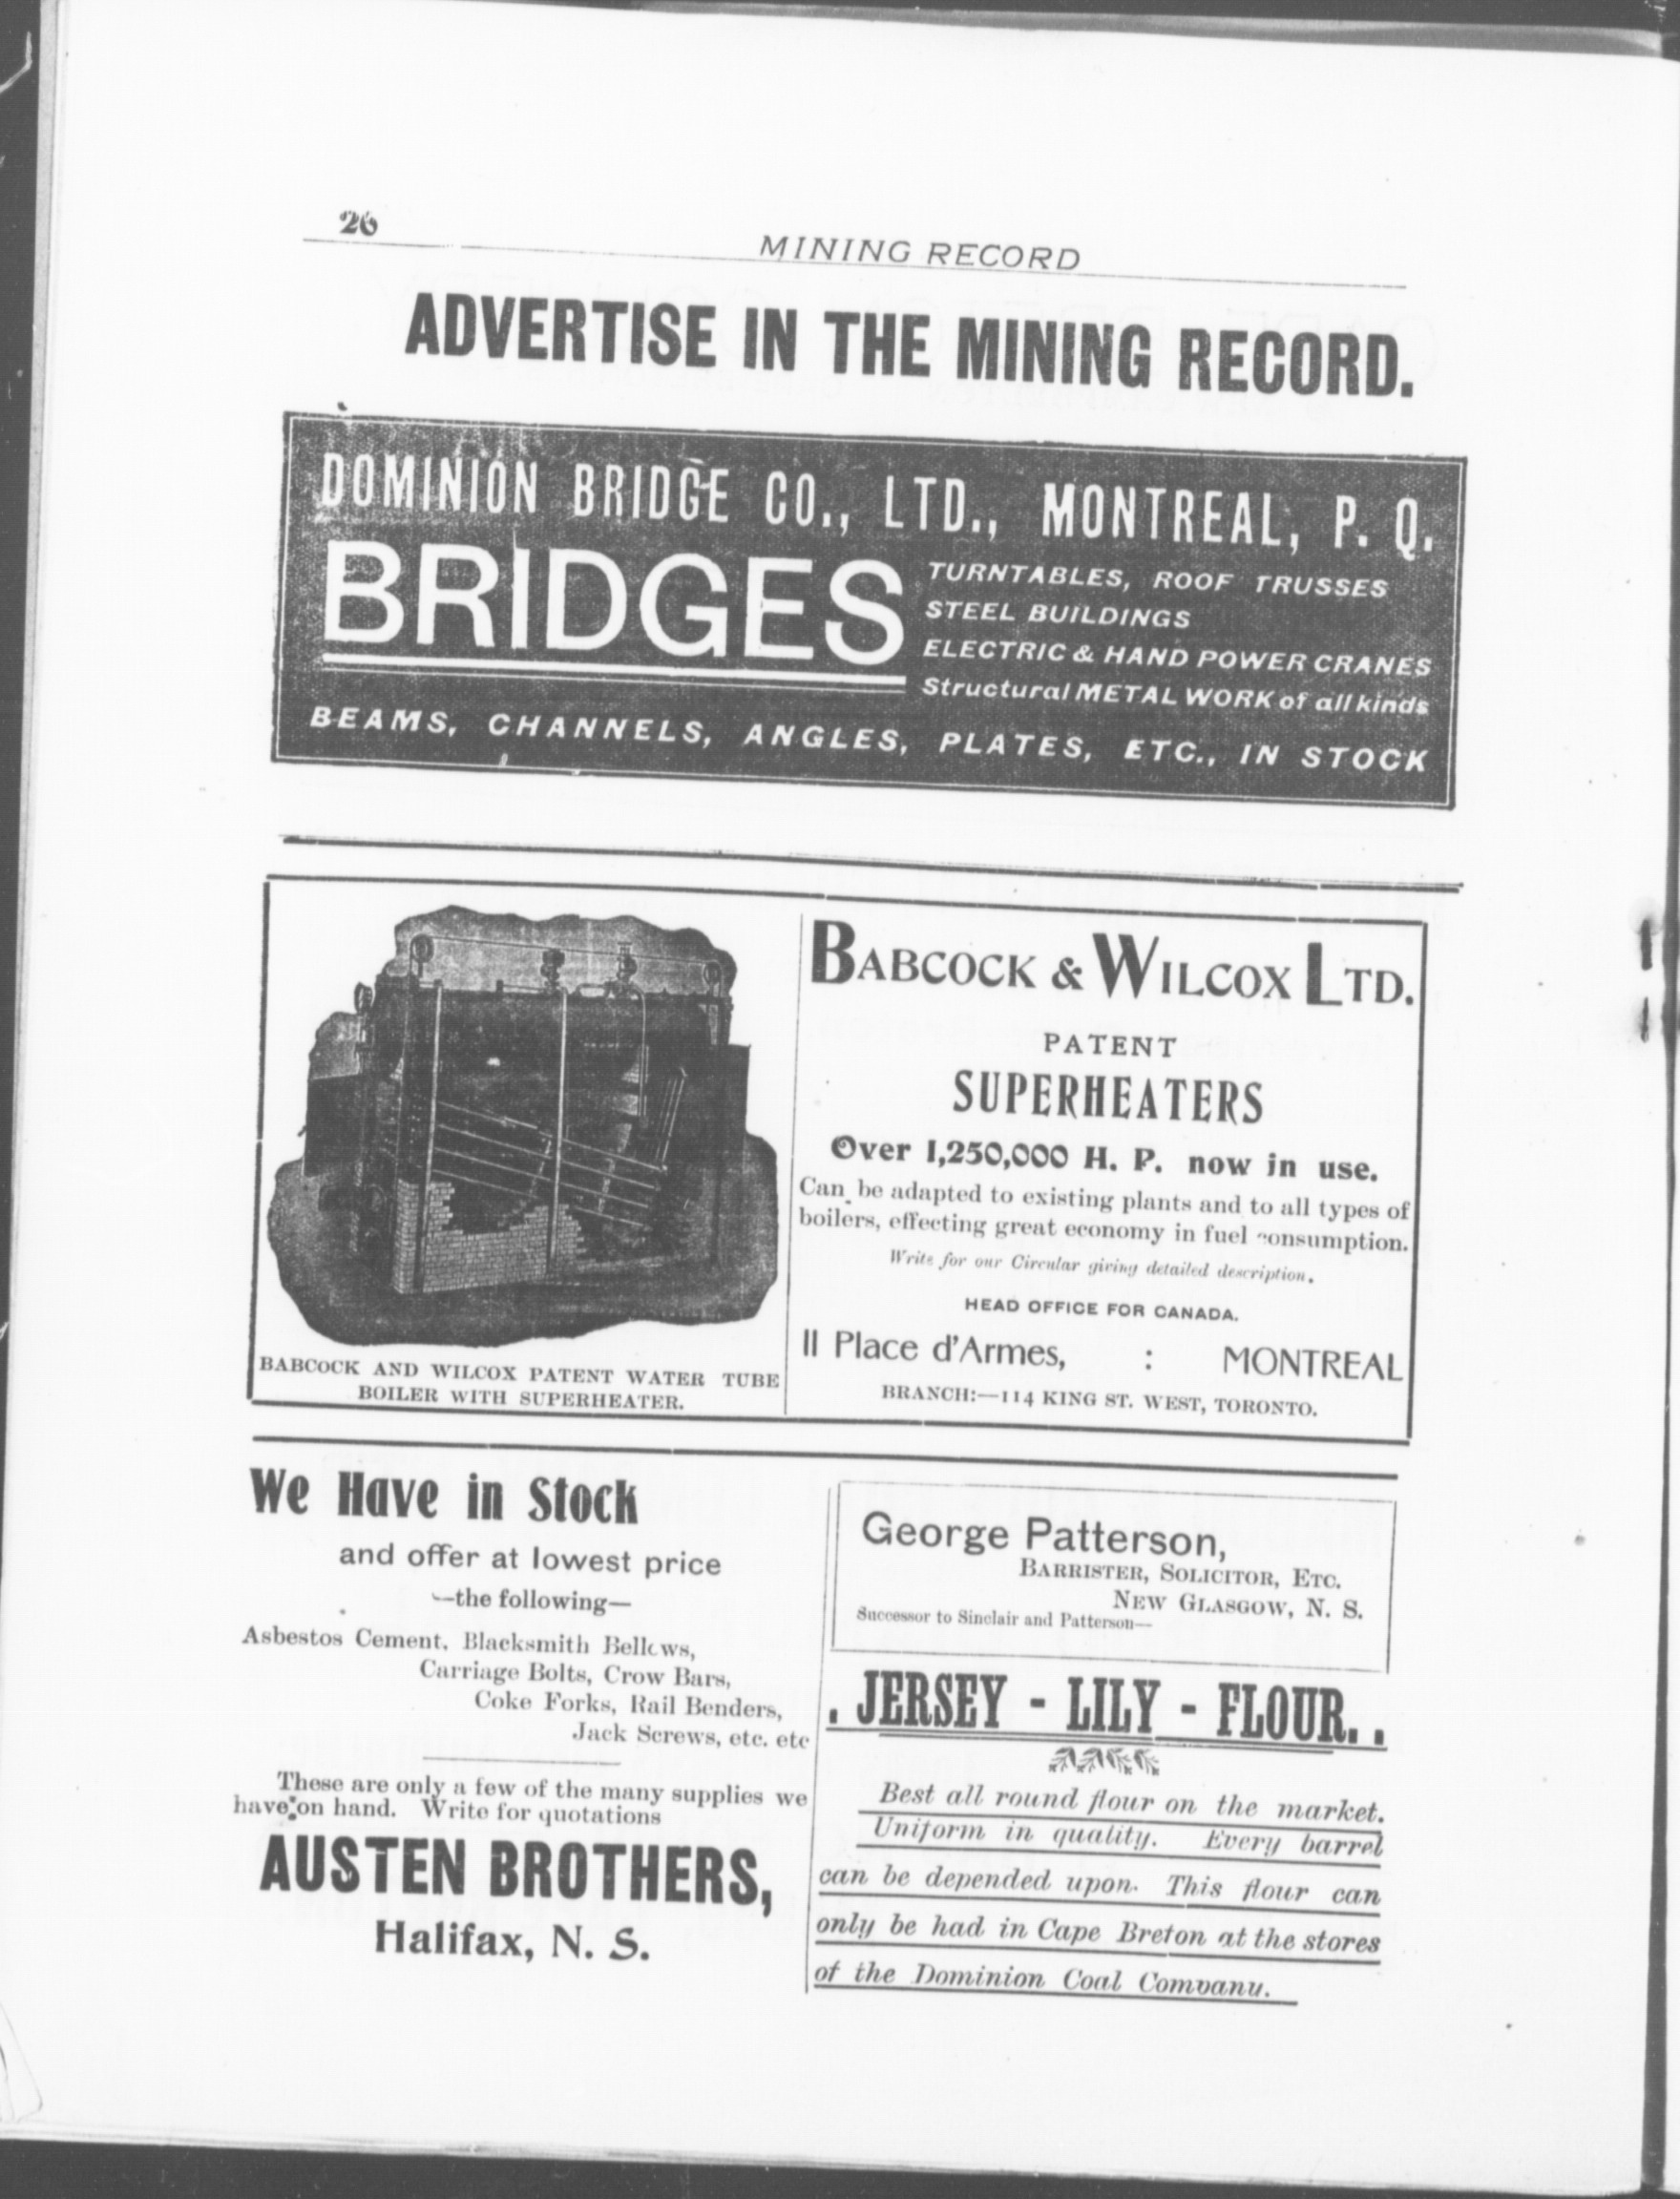 26
MINING RECORD
ADVERTISE IN THE MINING RECORD.
DOMINION BRIDGE CO., LTD., MONTREAL, P. Q.
BRIDGES
TURNTABLES, ROOF TRUSSES
STEEL BUILDINGS
ELECTRIC & HAND POWER CRANES
Structural METAL WORK of all kinds
BEAMS, CHANNELS, ANGLES, PLATES, ETC., IN STOCK
BABCOCK AND WILCOX PATENT WATER TUBE
BOILER WITH SUPERHEATER.
BABCOCK & WILCOX LTD.
PATENT
SUPERHEATERS
Over 1,250,000 H. P. now in use.
Can be adapted to existing plants and to all types of
boilers, effecting great economy in fuel consumption.
Write for our Circular giving detailed description.
HEAD OFFICE FOR CANADA.
11 Place d'Armes, : MONTREAL
BRANCH:—114 KING ST. WEST, TORONTO.
We Have in Stock
and offer at lowest price
—the following—
Asbestos Cement, Blacksmith Bellows,
Carriage Bolts, Crow Bars,
Coke Forks, Rail Benders,
Jack Screws, etc. etc
These are only a few of the many supplies we
have on hand. Write for quotations
AUSTEN BROTHERS,
Halifax, N. S.
George Patterson,
BARRISTER, SOLICITOR, ETC.
NEW GLASGOW, N. S.
Successor to Sinclair and Patterson—
. JERSEY - LILY - FLOUR. .
Best all round flour on the market.
Uniform in quality. Every barrel
can be depended upon. This flour can
only be had in Cape Breton at the stores
of the Dominion Coal Company.